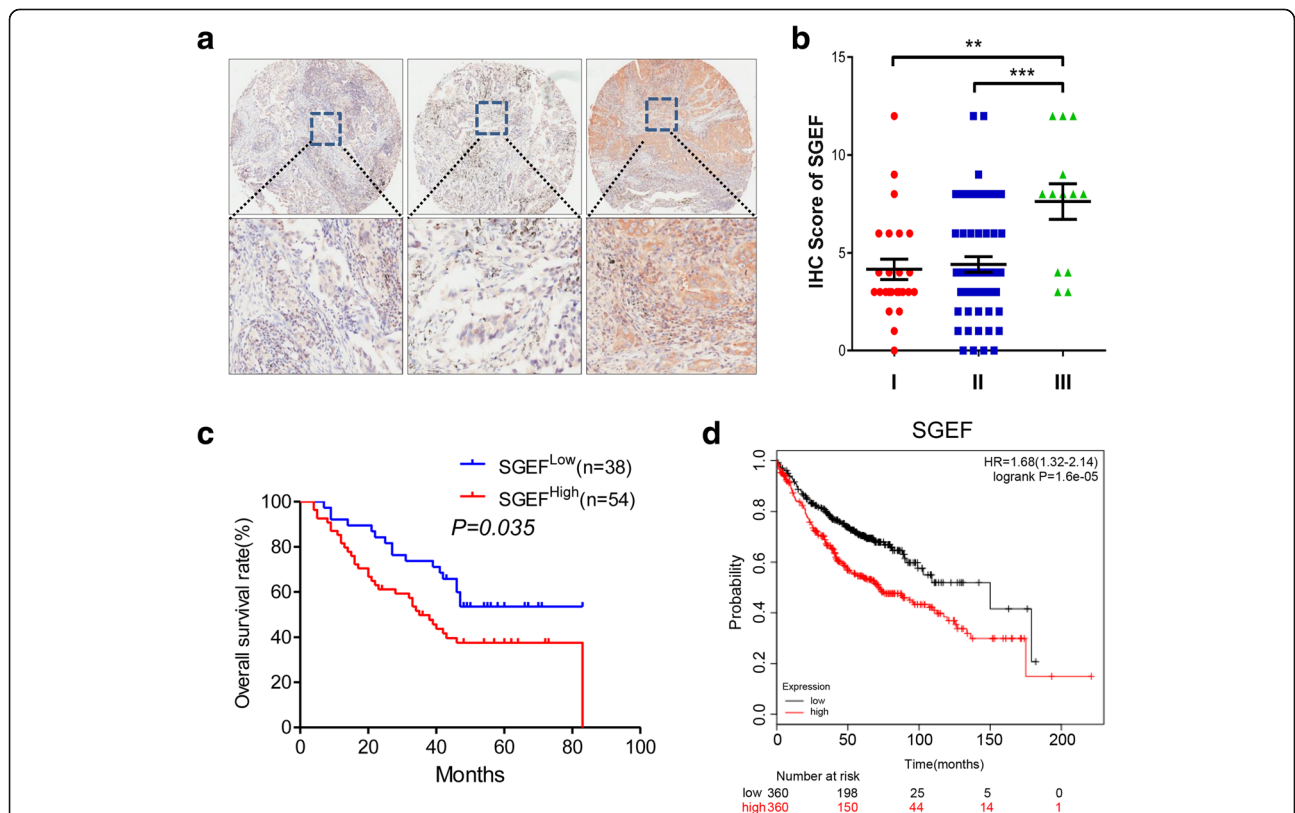 a
b
**
***
15
10
5
0
IHC Score of SGEF
I II III
c
SGEF^Low(n=38)
SGEF^High(n=54)
P=0.035
Overall survival rate(%)
100
80
60
40
20
0
0 20 40 60 80 100
Months
d
SGEF
HR=1.68(1.32-2.14)
logrank P=1.6e-05
Probability
1.0
0.8
0.6
0.4
0.2
0.0
Expression
low
high
0 50 100 150 200
Time(months)
Number at risk
low 360 198 25 5 0
high 360 150 44 14 1